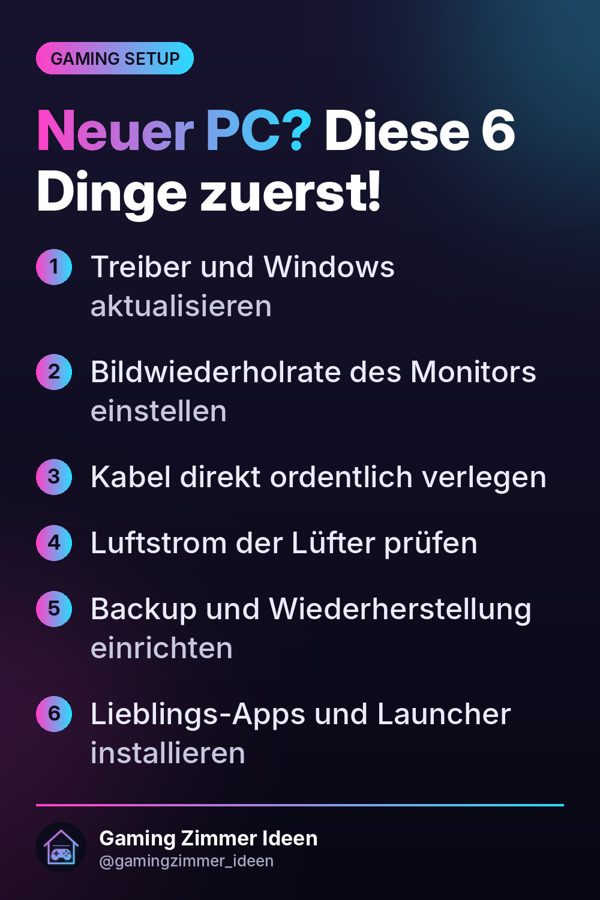 GAMING SETUP
Neuer PC? Diese 6
Dinge zuerst!
1 Treiber und Windows
aktualisieren
2 Bildwiederholrate des Monitors
einstellen
3 Kabel direkt ordentlich verlegen
4 Luftstrom der Lüfter prüfen
5 Backup und Wiederherstellung
einrichten
6 Lieblings-Apps und Launcher
installieren
Gaming Zimmer Ideen
@gamingzimmer_ideen